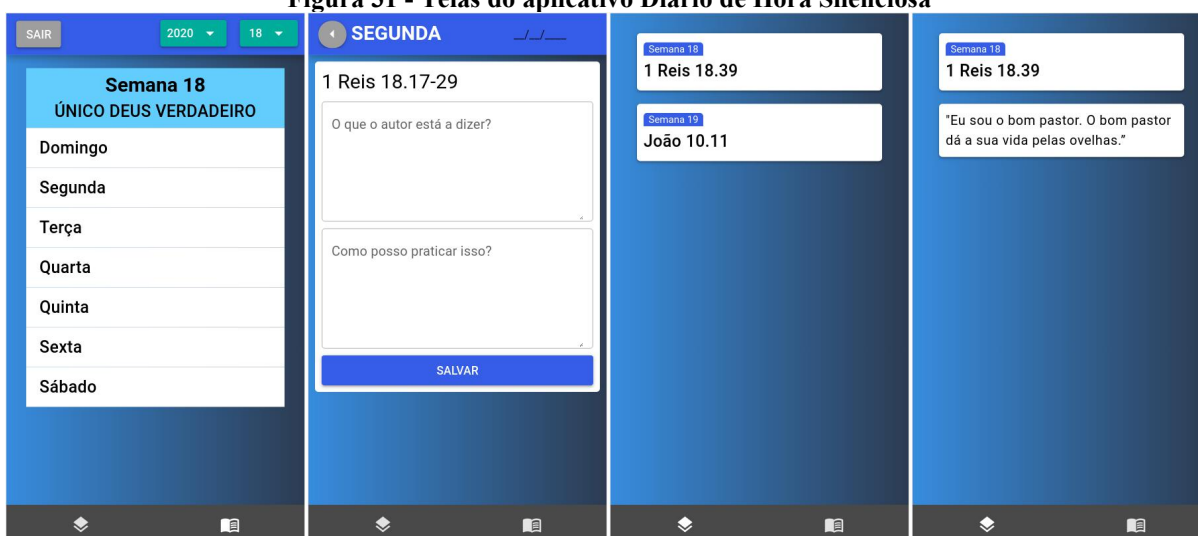 Figura 31 - Telas do aplicativo Diário de Hora Silenciosa
SAIR
2020
18
Semana 18
ÚNICO DEUS VERDADEIRO
Domingo
Segunda
Terça
Quarta
Quinta
Sexta
Sábado
SEGUNDA
__/__/____
1 Reis 18.17-29
O que o autor está a dizer?
Como posso praticar isso?
SALVAR
Semana 18
1 Reis 18.39
Semana 19
João 10.11
Semana 18
1 Reis 18.39
"Eu sou o bom pastor. O bom pastor
dá a sua vida pelas ovelhas.”